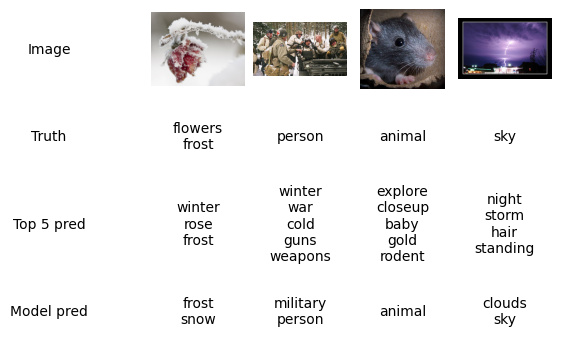 Image
Truth
flowers
frost
person
animal
sky
Top 5 pred
winter
rose
frost
winter
war
cold
guns
weapons
explore
closeup
baby
gold
rodent
night
storm
hair
standing
Model pred
frost
snow
military
person
animal
clouds
sky